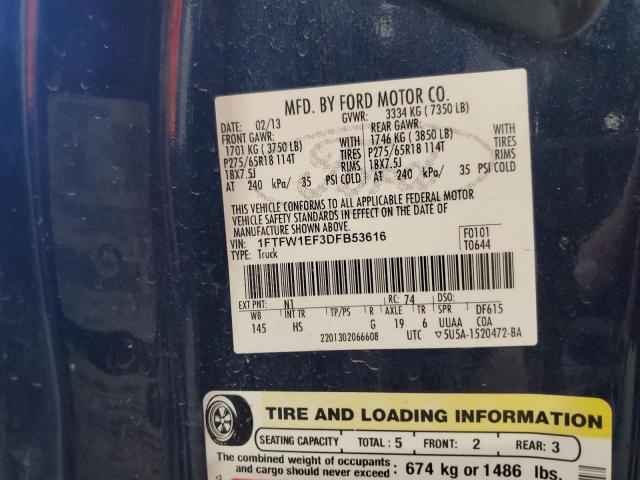 MFD. BY FORD MOTOR CO.
DATE: 02/13 GVWR: 3334 KG (7350 LB)
FRONT GAWR: REAR GAWR:
1701 KG (3750 LB) WITH 1746 KG (3850 LB) WITH
P275/65R18 114T TIRES P275/65R18 114T TIRES
18X7.5J RIMS 18X7.5J RIMS
AT 240 kPa/ 35 PSI COLD AT 240 kPa/ 35 PSI COLD
THIS VEHICLE CONFORMS TO ALL APPLICABLE FEDERAL MOTOR
VEHICLE SAFETY STANDARDS IN EFFECT ON THE DATE OF
MANUFACTURE SHOWN ABOVE.
VIN: 1FTFW1EF3DFB53616 F0101
TYPE: Truck T0644
EXT PNT: N1 RC: 74 DSO:
WB INT TR TP/PS R AXLE TR SPR DF615
145 HS G 19 6 UUAA COA
2201302066608 UTC ▽5U5A-1520472-BA
TIRE AND LOADING INFORMATION
SEATING CAPACITY TOTAL: 5 FRONT: 2 REAR: 3
The combined weight of occupants
and cargo should never exceed: 674 kg or 1486 lbs.